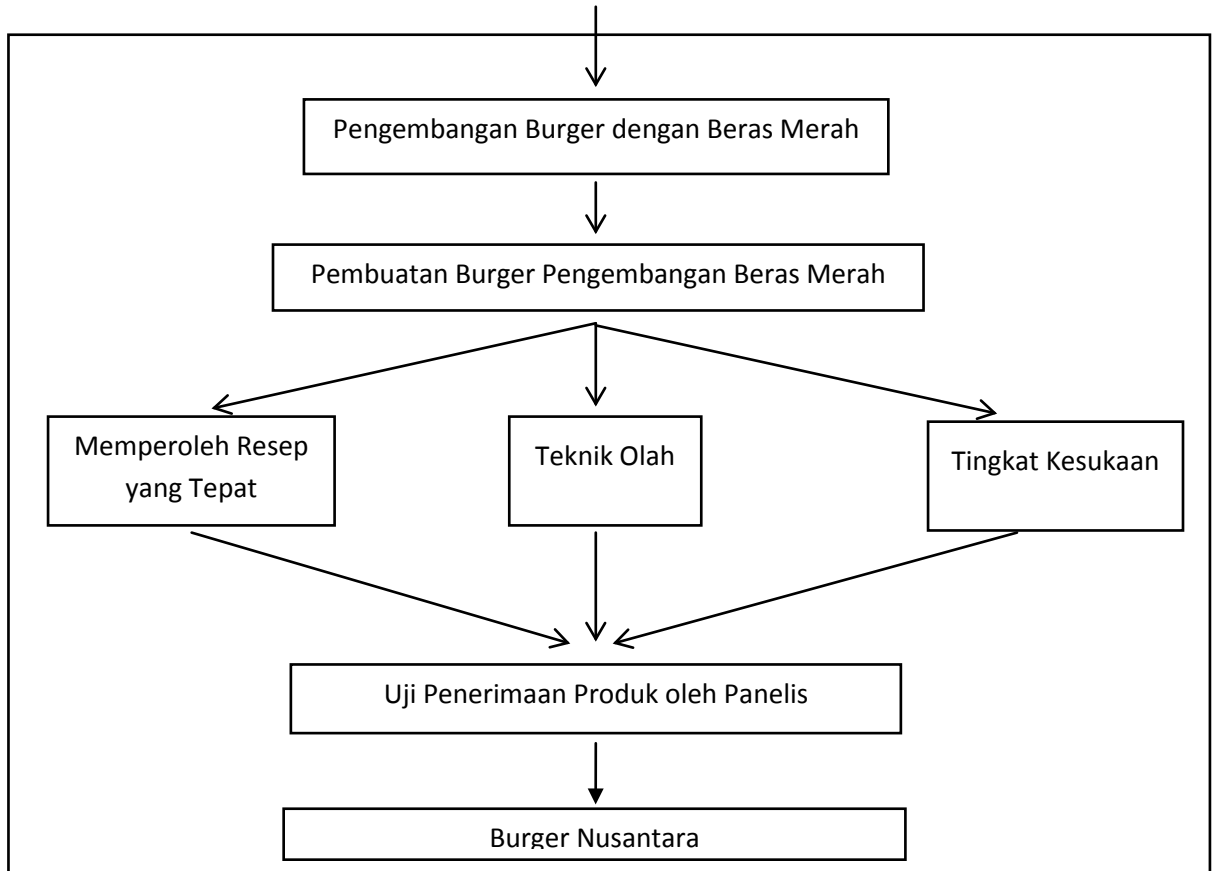 Pengembangan Burger dengan Beras Merah
Pembuatan Burger Pengembangan Beras Merah
Memperoleh Resep
yang Tepat
Teknik Olah
Tingkat Kesukaan
Uji Penerimaan Produk oleh Panelis
Burger Nusantara